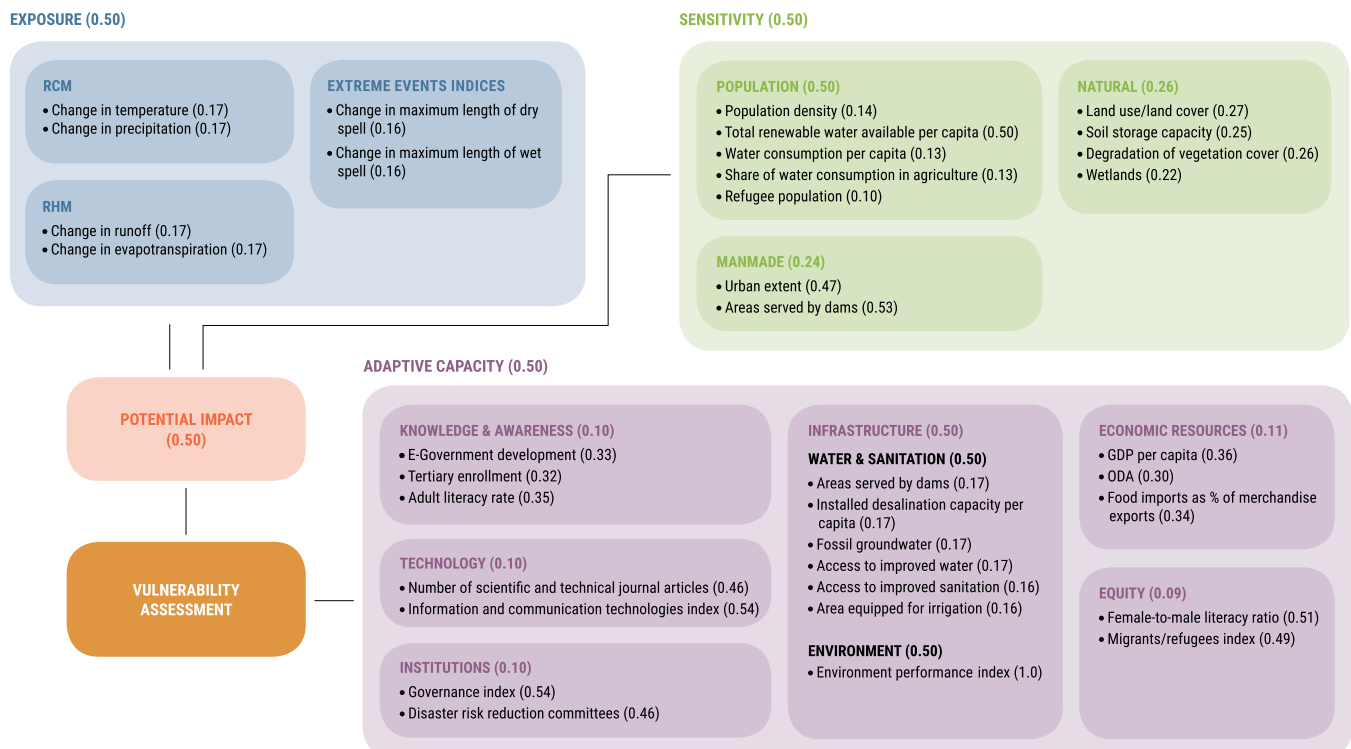 EXPOSURE (0.50)
RCM
• Change in temperature (0.17)
• Change in precipitation (0.17)
EXTREME EVENTS INDICES
• Change in maximum length of dry
spell (0.16)
• Change in maximum length of wet
spell (0.16)
RHM
• Change in runoff (0.17)
• Change in evapotranspiration (0.17)
SENSITIVITY (0.50)
POPULATION (0.50)
• Population density (0.14)
• Total renewable water available per capita (0.50)
• Water consumption per capita (0.13)
• Share of water consumption in agriculture (0.13)
• Refugee population (0.10)
NATURAL (0.26)
• Land use/land cover (0.27)
• Soil storage capacity (0.25)
• Degradation of vegetation cover (0.26)
• Wetlands (0.22)
MANMADE (0.24)
• Urban extent (0.47)
• Areas served by dams (0.53)
POTENTIAL IMPACT
(0.50)
VULNERABILITY
ASSESSMENT
ADAPTIVE CAPACITY (0.50)
KNOWLEDGE & AWARENESS (0.10)
• E-Government development (0.33)
• Tertiary enrollment (0.32)
• Adult literacy rate (0.35)
TECHNOLOGY (0.10)
• Number of scientific and technical journal articles (0.46)
• Information and communication technologies index (0.54)
INSTITUTIONS (0.10)
• Governance index (0.54)
• Disaster risk reduction committees (0.46)
INFRASTRUCTURE (0.50)
WATER & SANITATION (0.50)
• Areas served by dams (0.17)
• Installed desalination capacity per
capita (0.17)
• Fossil groundwater (0.17)
• Access to improved water (0.17)
• Access to improved sanitation (0.16)
• Area equipped for irrigation (0.16)
ENVIRONMENT (0.50)
• Environment performance index (1.0)
ECONOMIC RESOURCES (0.11)
• GDP per capita (0.36)
• ODA (0.30)
• Food imports as % of merchandise
exports (0.34)
EQUITY (0.09)
• Female-to-male literacy ratio (0.51)
• Migrants/refugees index (0.49)